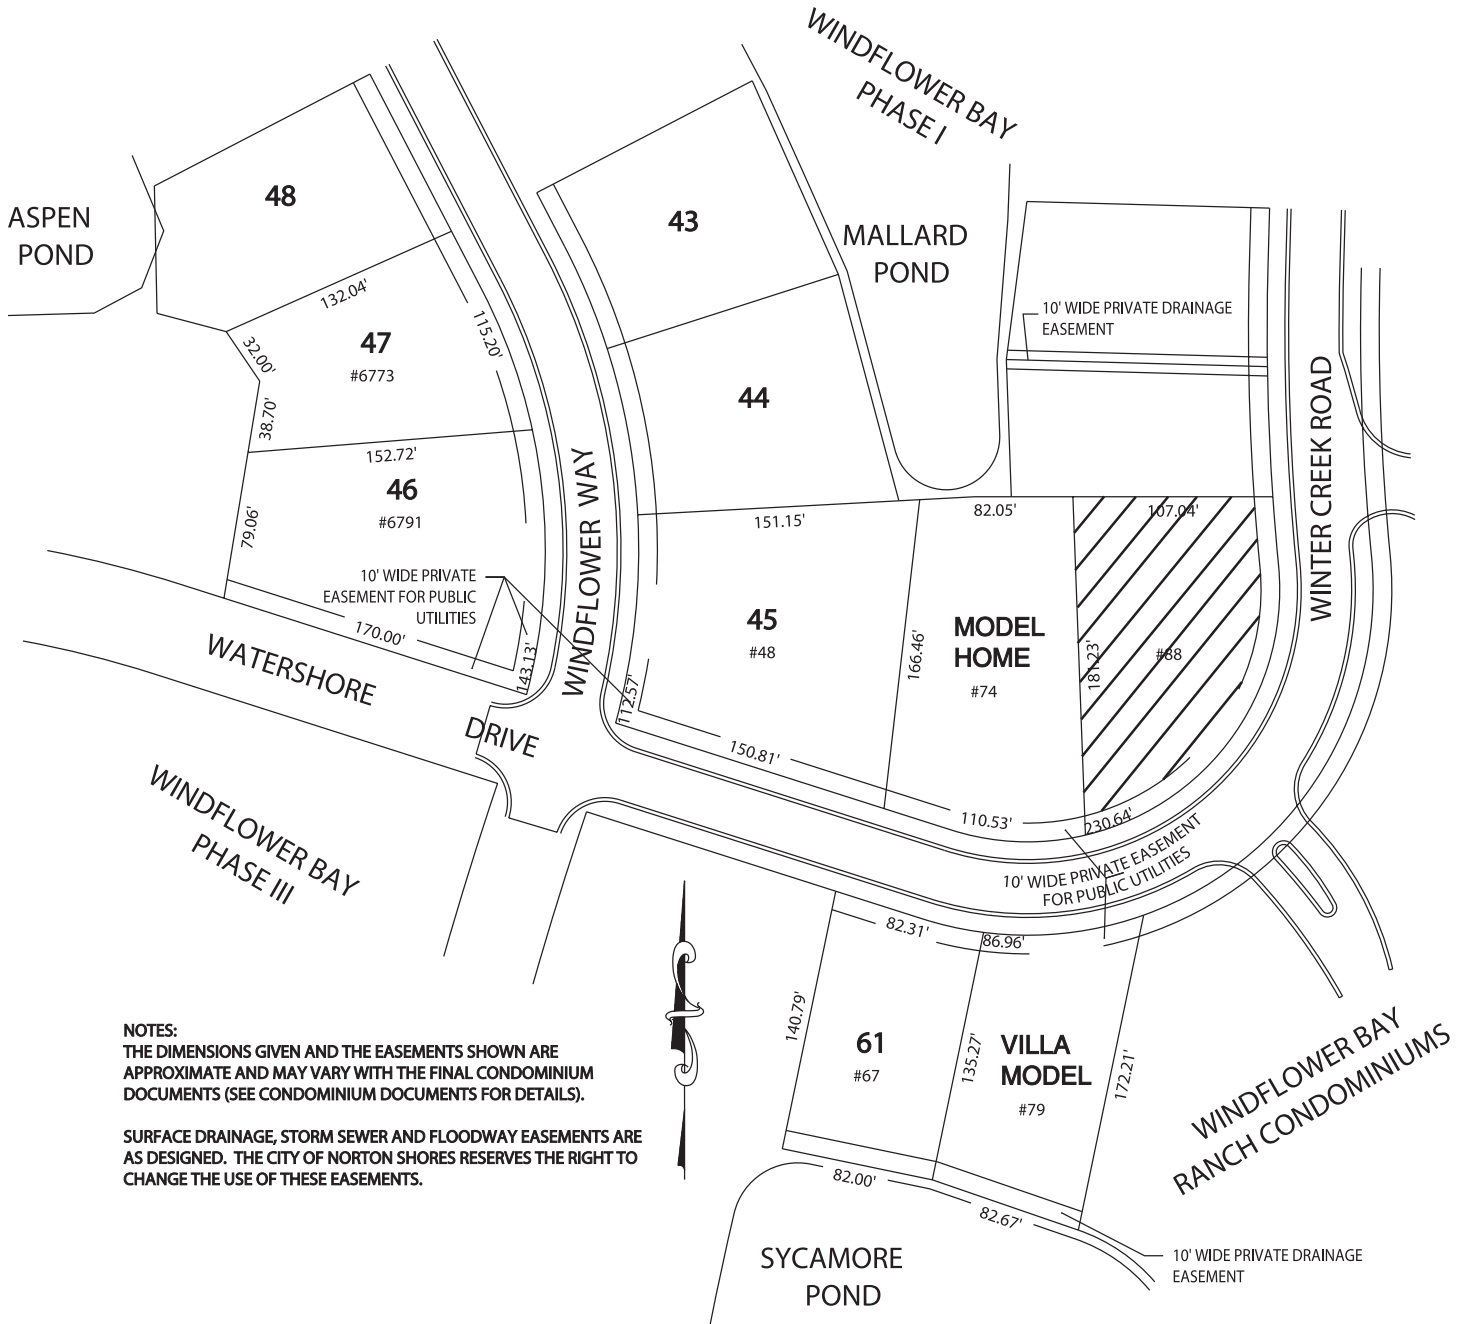 WINDFLOWER BAY
PHASE I
48
ASPEN
POND
43
MALLARD
POND
132.04'
115.20'
10' WIDE PRIVATE DRAINAGE
EASEMENT
47
#6773
32.00'
38.70'
44
WINTER CREEK ROAD
152.72'
46
#6791
79.06'
WINDFLOWER WAY
151.15'
82.05'
107.04'
10' WIDE PRIVATE
EASEMENT FOR PUBLIC
UTILITIES
170.00'
143.13'
45
#48
166.46'
MODEL
HOME
#74
181.23'
#88
WATERSHORE
DRIVE
112.57'
150.81'
110.53'
230.64'
WINDFLOWER BAY
PHASE III
10' WIDE PRIVATE EASEMENT
FOR PUBLIC UTILITIES
82.31'
86.96'
140.79'
61
#67
135.27'
VILLA
MODEL
#79
172.21'
WINDFLOWER BAY
RANCH CONDOMINIUMS
NOTES:
THE DIMENSIONS GIVEN AND THE EASEMENTS SHOWN ARE
APPROXIMATE AND MAY VARY WITH THE FINAL CONDOMINIUM
DOCUMENTS (SEE CONDOMINIUM DOCUMENTS FOR DETAILS).
SURFACE DRAINAGE, STORM SEWER AND FLOODWAY EASEMENTS ARE
AS DESIGNED. THE CITY OF NORTON SHORES RESERVES THE RIGHT TO
CHANGE THE USE OF THESE EASEMENTS.
82.00'
82.67'
SYCAMORE
POND
10' WIDE PRIVATE DRAINAGE
EASEMENT